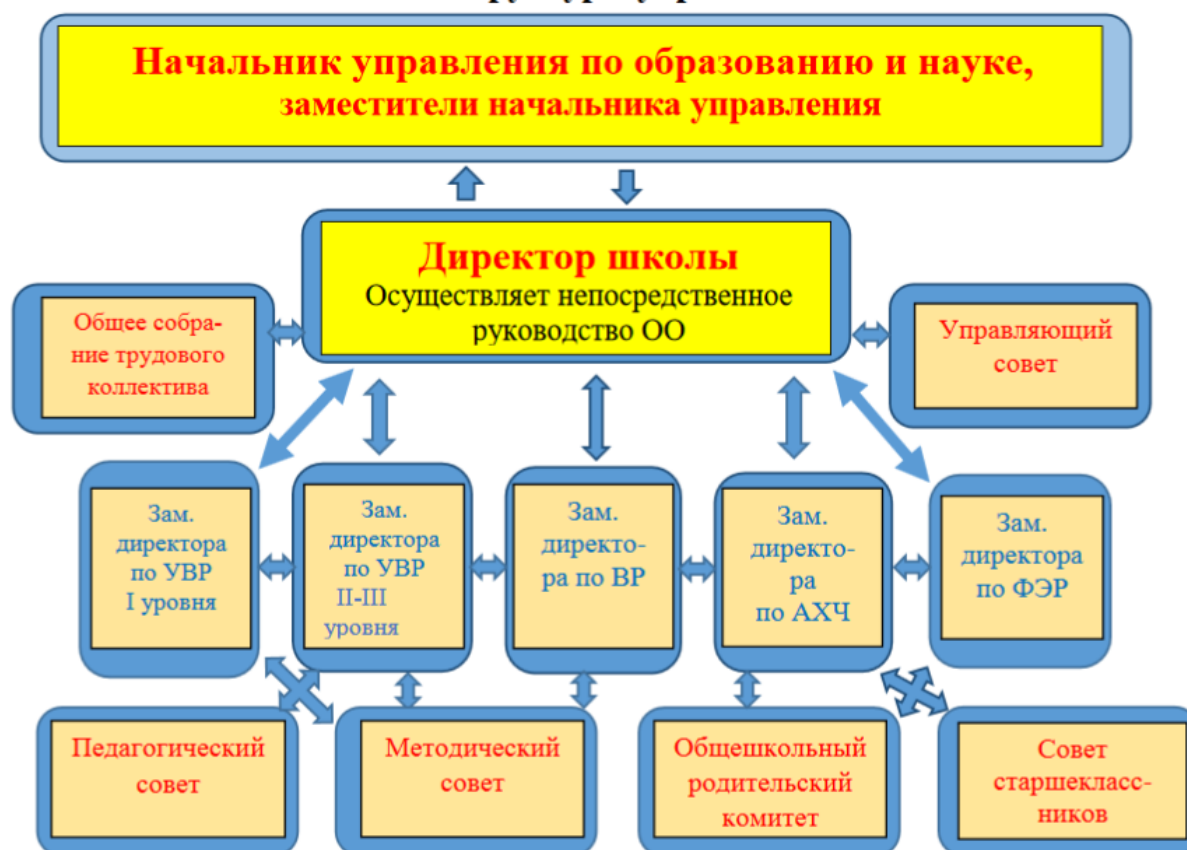 Начальник управления по образованию и науке,
заместители начальника управления
Директор школы
Осуществляет непосредственное
руководство ОО
Общее собра-
ние трудового
коллектива
Управляющий
совет
Зам.
директора
по УВР
I уровня
Зам.
директора
по УВР
II-III
уровня
Зам.
директо-
ра по ВР
Зам.
директо-
ра
по АХЧ
Зам.
директора
по ФЭР
Педагогический
совет
Методический
совет
Общешкольный
родительский
комитет
Совет
старшекласс-
ников